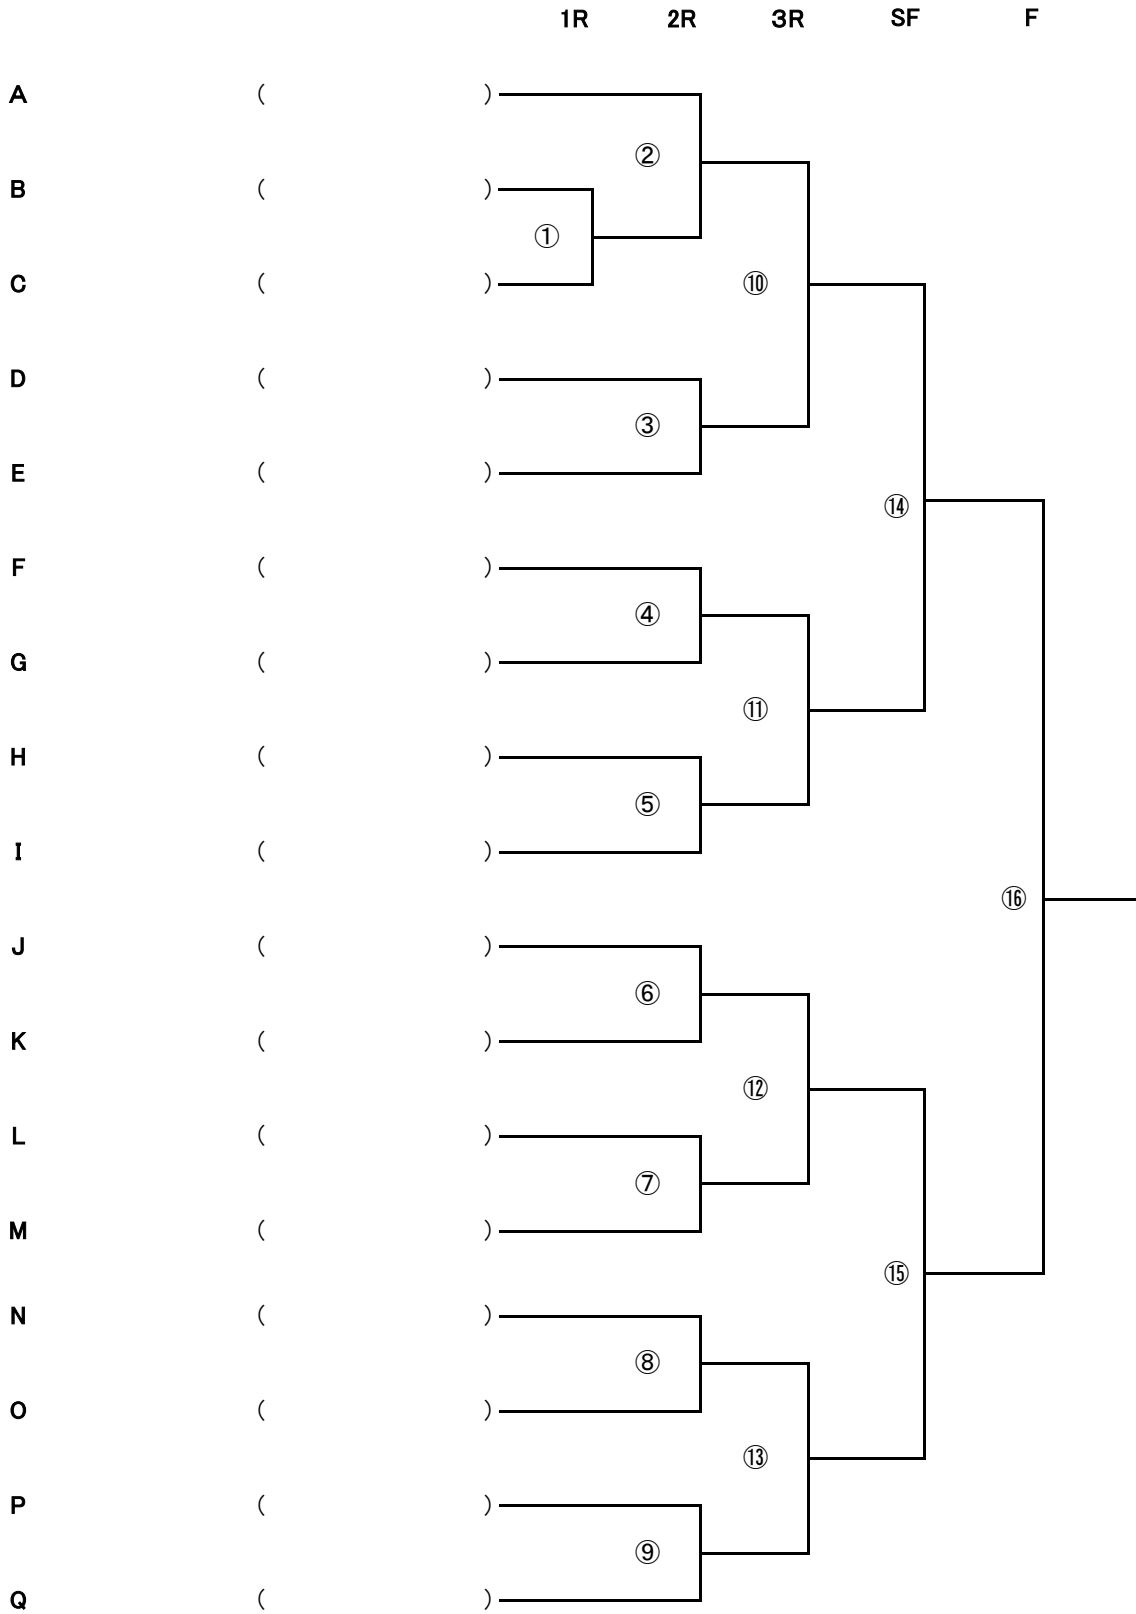 1R 2R 3R SF F
A ( )
②
B ( )
①
C ( )
⑩
D ( )
③
E ( )
⑭
F ( )
④
G ( )
⑪
H ( )
⑤
I ( )
⑯
J ( )
⑥
K ( )
⑫
L ( )
⑦
M ( )
⑮
N ( )
⑧
O ( )
⑬
P ( )
⑨
Q ( )